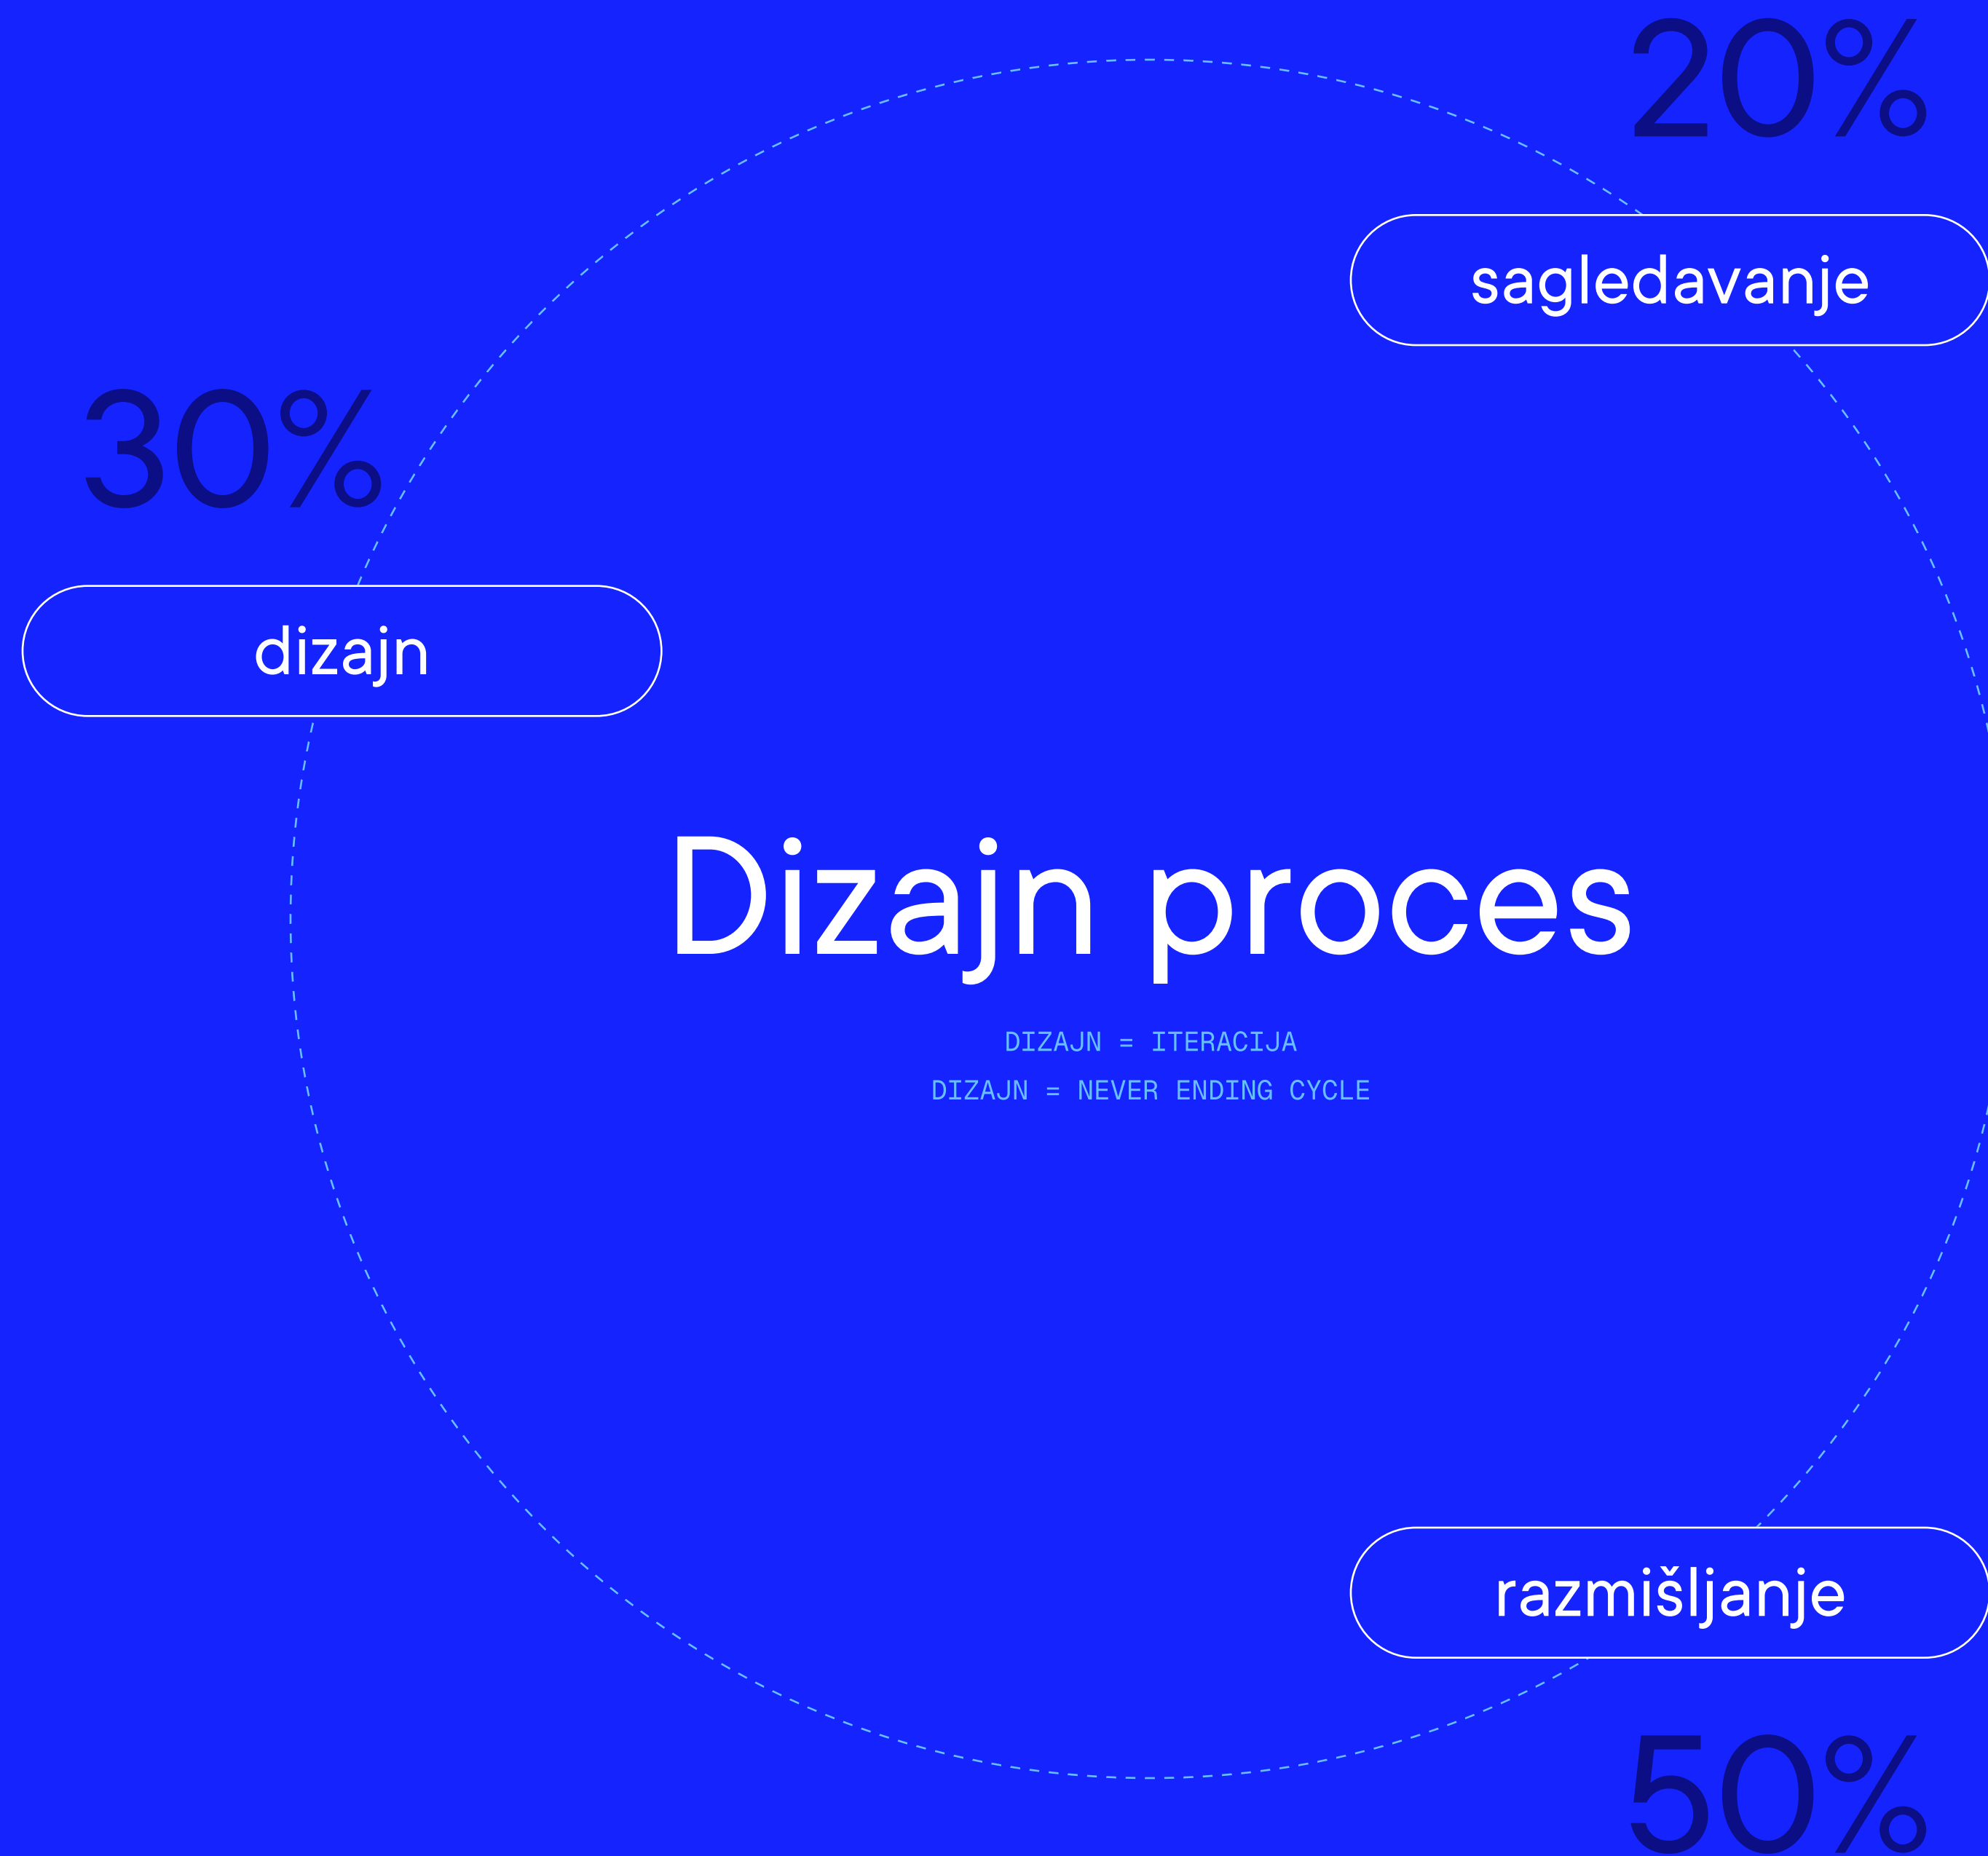 20%
sagledavanje
30%
dizajn
Dizajn proces
DIZAJN = ITERACIJA
DIZAJN = NEVER ENDING CYCLE
razmišljanje
50%